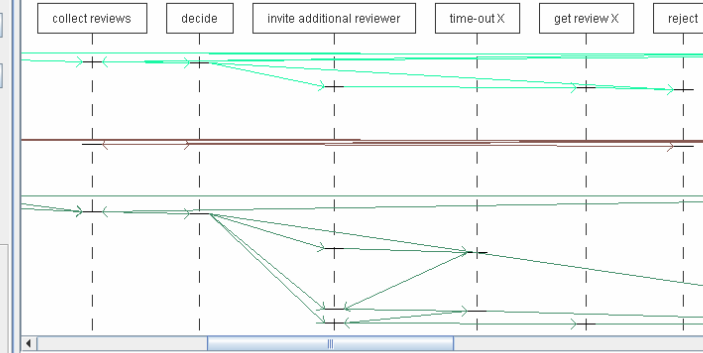 collect reviews
decide
invite additional reviewer
time-out X
get review X
reject